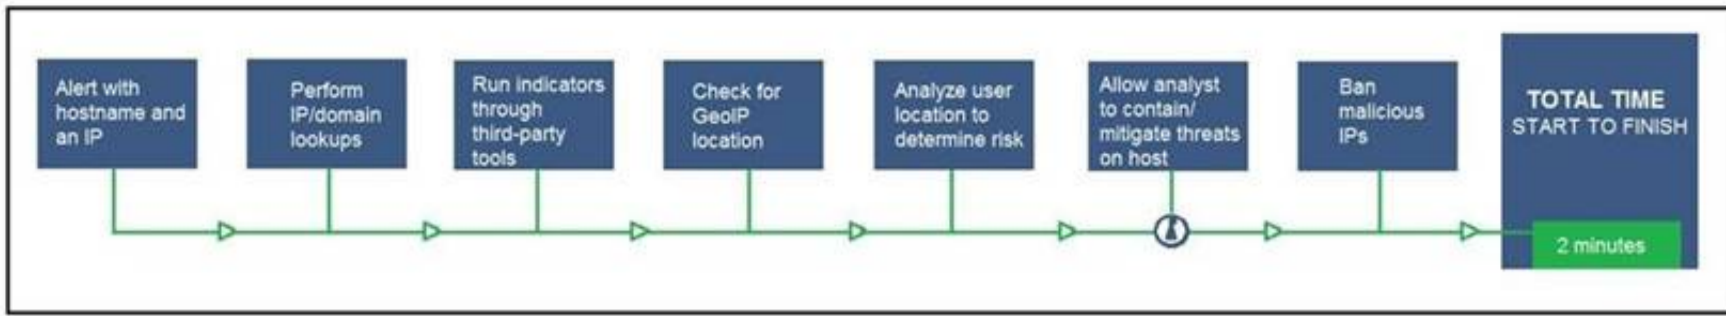 Alert with
hostname and
an IP
Perform
IP/domain
lookups
Run indicators
through
third-party
tools
Check for
GeoIP
location
Analyze user
location to
determine risk
Allow analyst
to contain/
mitigate threats
on host
Ban
malicious
IPs
TOTAL TIME
START TO FINISH
2 minutes